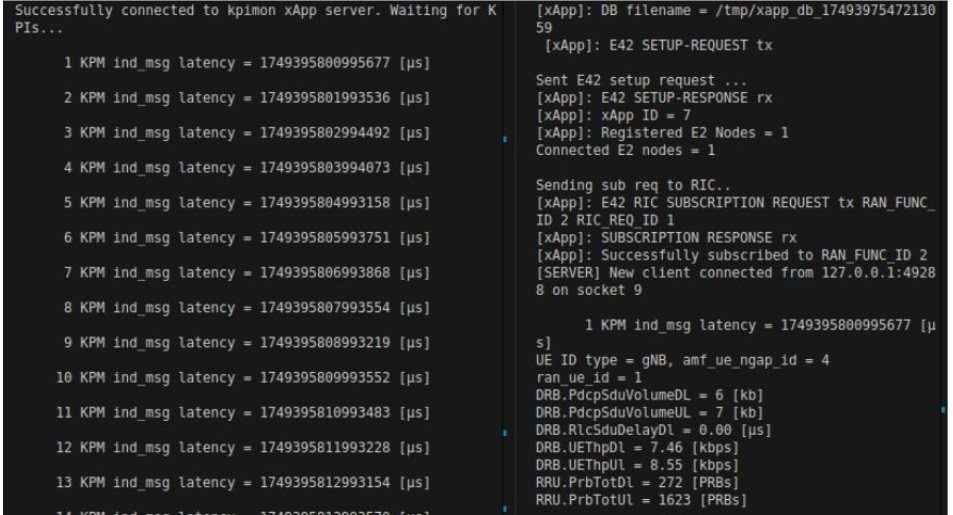 Successfully connected to kpimon xApp server. Waiting for K
PIs...
1 KPM ind_msg latency = 1749395800995677 [µs]
2 KPM ind_msg latency = 1749395801993536 [µs]
3 KPM ind_msg latency = 1749395802994492 [µs]
4 KPM ind_msg latency = 1749395803994073 [µs]
5 KPM ind_msg latency = 1749395804993158 [µs]
6 KPM ind_msg latency = 1749395805993751 [µs]
7 KPM ind_msg latency = 1749395806993868 [µs]
8 KPM ind_msg latency = 1749395807993554 [µs]
9 KPM ind_msg latency = 1749395808993219 [µs]
10 KPM ind_msg latency = 1749395809993552 [µs]
11 KPM ind_msg latency = 1749395810993483 [µs]
12 KPM ind_msg latency = 1749395811993228 [µs]
13 KPM ind_msg latency = 1749395812993154 [µs]
[xApp]: DB filename = /tmp/xapp_db_17493975472130
59
[xApp]: E42 SETUP-REQUEST tx
Sent E42 setup request ...
[xApp]: E42 SETUP-RESPONSE rx
[xApp]: xApp ID = 7
[xApp]: Registered E2 Nodes = 1
Connected E2 nodes = 1
Sending sub req to RIC..
[xApp]: E42 RIC SUBSCRIPTION REQUEST tx RAN_FUNC_
ID 2 RIC_REQ_ID 1
[xApp]: SUBSCRIPTION RESPONSE rx
[xApp]: Successfully subscribed to RAN_FUNC_ID 2
[SERVER] New client connected from 127.0.0.1:4928
8 on socket 9
1 KPM ind_msg latency = 1749395800995677 [µ
s]
UE ID type = gNB, amf_ue_ngap_id = 4
ran_ue_id = 1
DRB.PdcpSduVolumeDL = 6 [kb]
DRB.PdcpSduVolumeUL = 7 [kb]
DRB.RlcSduDelayDl = 0.00 [µs]
DRB.UEThpDl = 7.46 [kbps]
DRB.UEThpUl = 8.55 [kbps]
RRU.PrbTotDl = 272 [PRBs]
RRU.PrbTotUl = 1623 [PRBs]